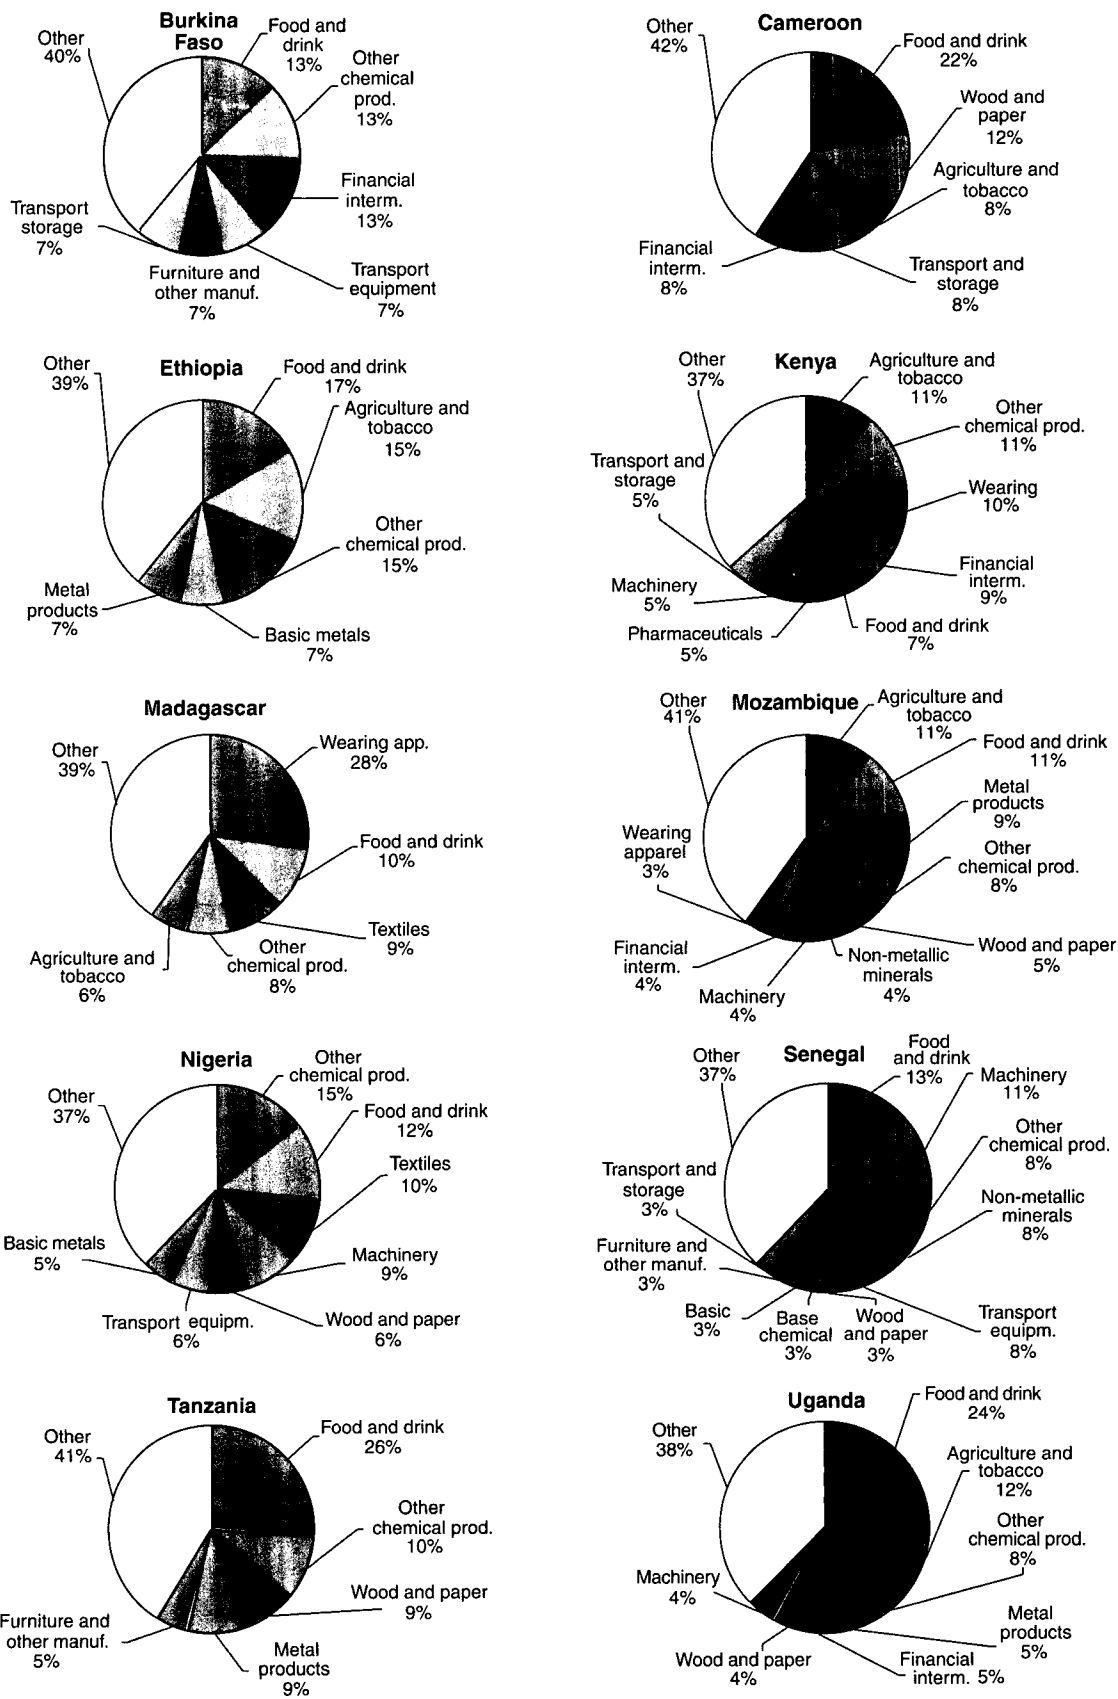 Burkina
Faso
Other
40%
Food and
drink
13%
Other
chemical
prod.
13%
Financial
interm.
13%
Transport
equipment
7%
Furniture and
other manuf.
7%
Transport
storage
7%
Cameroon
Other
42%
Food and drink
22%
Wood and
paper
12%
Agriculture and
tobacco
8%
Transport and
storage
8%
Financial
interm.
8%
Ethiopia
Other
39%
Food and drink
17%
Agriculture and
tobacco
15%
Other
chemical prod.
15%
Basic metals
7%
Metal
products
7%
Kenya
Other
37%
Agriculture and
tobacco
11%
Other
chemical prod.
11%
Wearing
10%
Financial
interm.
9%
Food and drink
7%
Pharmaceuticals
5%
Machinery
5%
Transport and
storage
5%
Madagascar
Other
39%
Wearing app.
28%
Food and drink
10%
Textiles
9%
Other
chemical prod.
8%
Agriculture and
tobacco
6%
Mozambique
Other
41%
Agriculture and
tobacco
11%
Food and drink
11%
Metal
products
9%
Other
chemical prod.
8%
Wood and paper
5%
Non-metallic
minerals
4%
Machinery
4%
Financial
interm.
4%
Wearing
apparel
3%
Nigeria
Other
37%
Other
chemical prod.
15%
Food and drink
12%
Textiles
10%
Machinery
9%
Wood and paper
6%
Transport equipm.
6%
Basic metals
5%
Senegal
Other
37%
Food
and drink
13%
Machinery
11%
Other
chemical prod.
8%
Non-metallic
minerals
8%
Transport
equipm.
8%
Wood
and paper
3%
Base
chemical
3%
Basic
3%
Furniture and
other manuf.
3%
Transport and
storage
3%
Tanzania
Other
41%
Food and drink
26%
Other
chemical prod.
10%
Wood and paper
9%
Metal
products
9%
Furniture and
other manuf.
5%
Uganda
Other
38%
Food and drink
24%
Agriculture and
tobacco
12%
Other
chemical prod.
8%
Metal
products
5%
Financial
interm. 5%
Wood and paper
4%
Machinery
4%